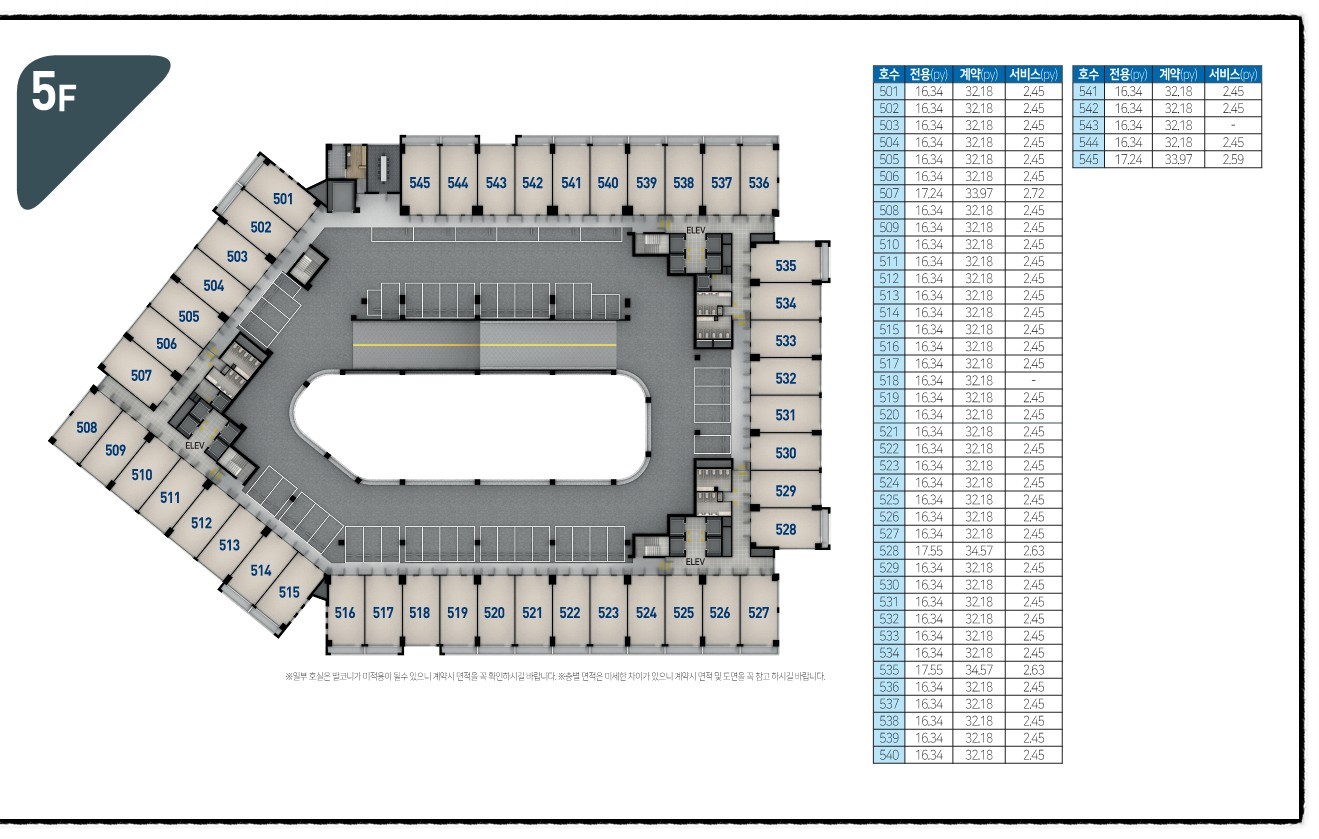 5F
545 544 543 542 541 540 539 538 537 536
501
502
503
504
505
506
507
508
509
510
511
512
513
514
515
ELEV
ELEV
535
534
533
532
531
530
529
528
ELEV
516 517 518 519 520 521 522 523 524 525 526 527
※일부 호실은 발코니가 미적용이 될수 있으니 계약시 면적을 꼭 확인하시길 바랍니다. ※층별 면적은 미세한 차이가 있으니 계약시 면적 및 도면을 꼭 참고 하시길 바랍니다.
호수 전용(py) 계약(py) 서비스(py)
501 16.34 32.18 2.45
502 16.34 32.18 2.45
503 16.34 32.18 2.45
504 16.34 32.18 2.45
505 16.34 32.18 2.45
506 16.34 32.18 2.45
507 17.24 33.97 2.72
508 16.34 32.18 2.45
509 16.34 32.18 2.45
510 16.34 32.18 2.45
511 16.34 32.18 2.45
512 16.34 32.18 2.45
513 16.34 32.18 2.45
514 16.34 32.18 2.45
515 16.34 32.18 2.45
516 16.34 32.18 2.45
517 16.34 32.18 2.45
518 16.34 32.18 -
519 16.34 32.18 2.45
520 16.34 32.18 2.45
521 16.34 32.18 2.45
522 16.34 32.18 2.45
523 16.34 32.18 2.45
524 16.34 32.18 2.45
525 16.34 32.18 2.45
526 16.34 32.18 2.45
527 16.34 32.18 2.45
528 17.55 34.57 2.63
529 16.34 32.18 2.45
530 16.34 32.18 2.45
531 16.34 32.18 2.45
532 16.34 32.18 2.45
533 16.34 32.18 2.45
534 16.34 32.18 2.45
535 17.55 34.57 2.63
536 16.34 32.18 2.45
537 16.34 32.18 2.45
538 16.34 32.18 2.45
539 16.34 32.18 2.45
540 16.34 32.18 2.45
호수 전용(py) 계약(py) 서비스(py)
541 16.34 32.18 2.45
542 16.34 32.18 2.45
543 16.34 32.18 -
544 16.34 32.18 2.45
545 17.24 33.97 2.59